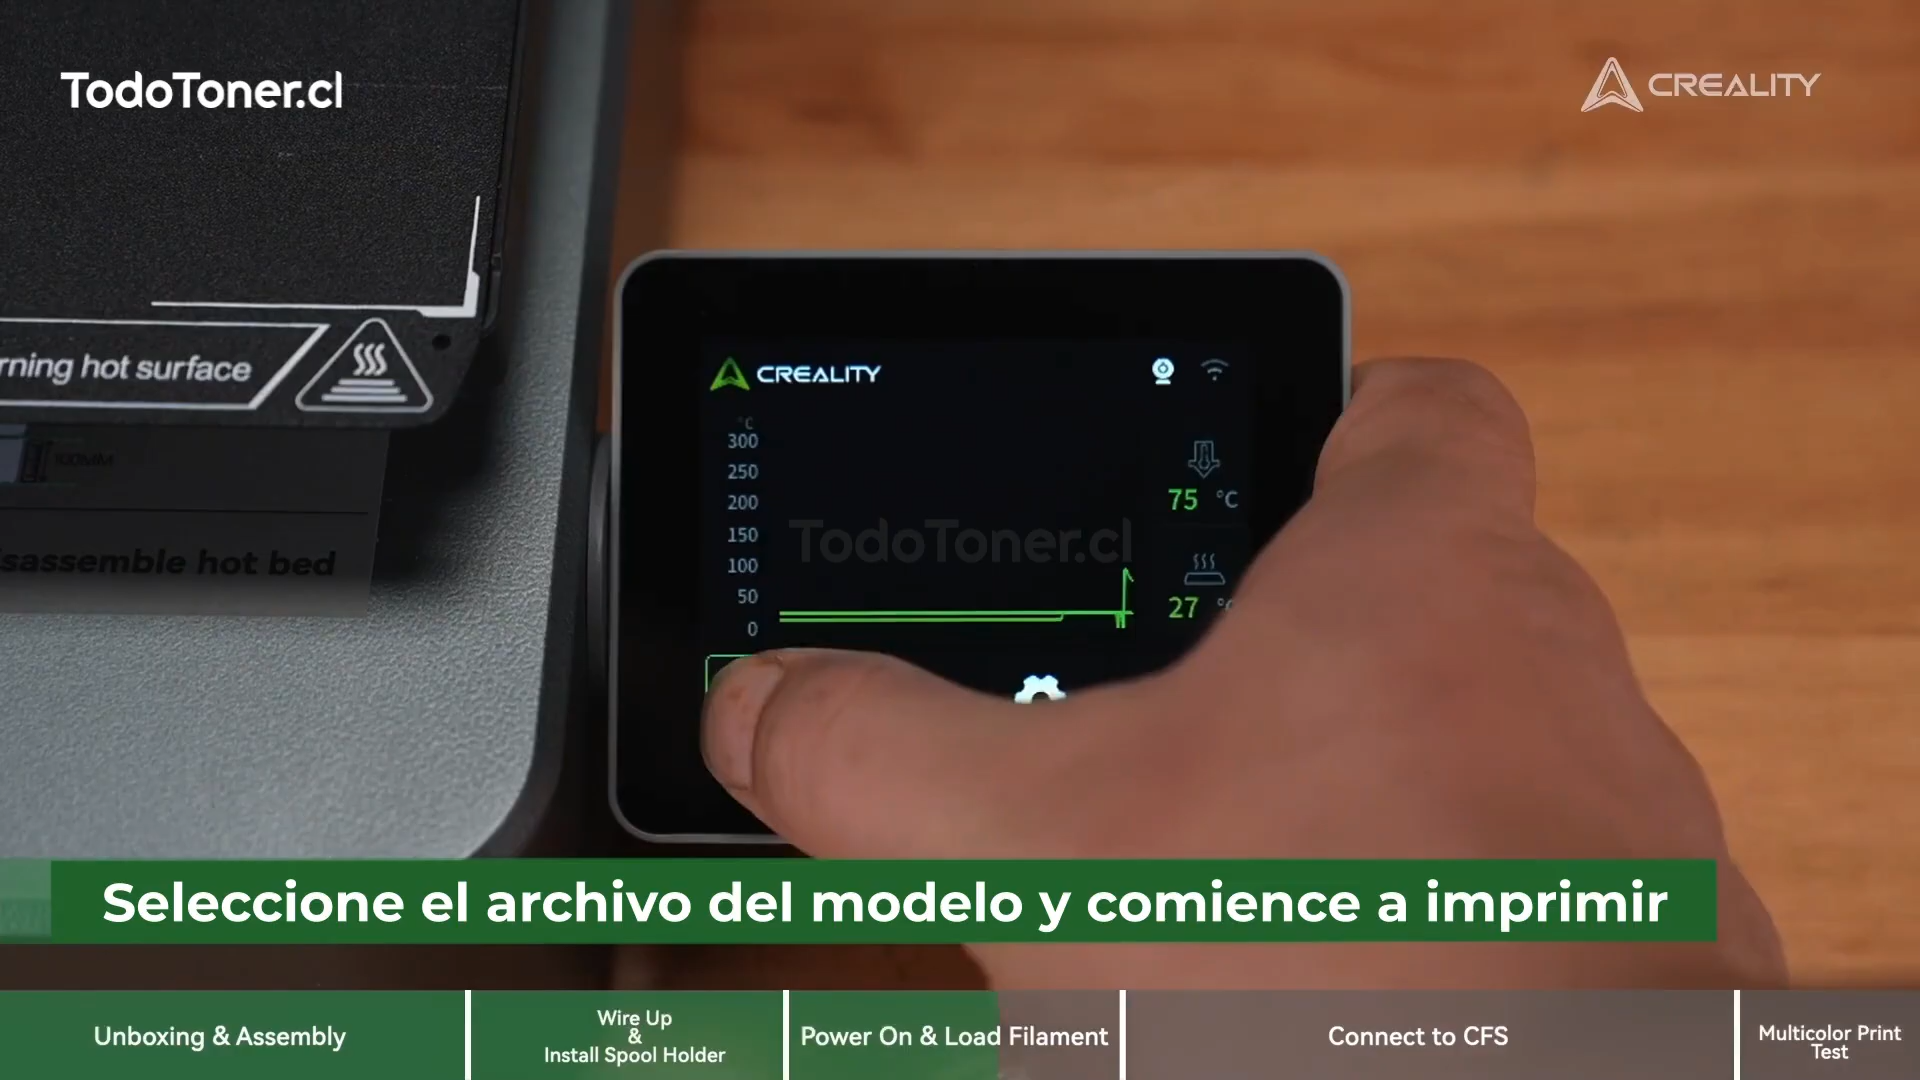 TodoToner.cl
CREALITY
rning hot surface
CREALITY
°C
300
250
200
150
100
50
0
75 °C
27 °C
TodoToner.cl
100MM
sassemble hot bed
Seleccione el archivo del modelo y comience a imprimir
Unboxing & Assembly
Wire Up
&
Install Spool Holder
Power On & Load Filament
Connect to CFS
Multicolor Print
Test